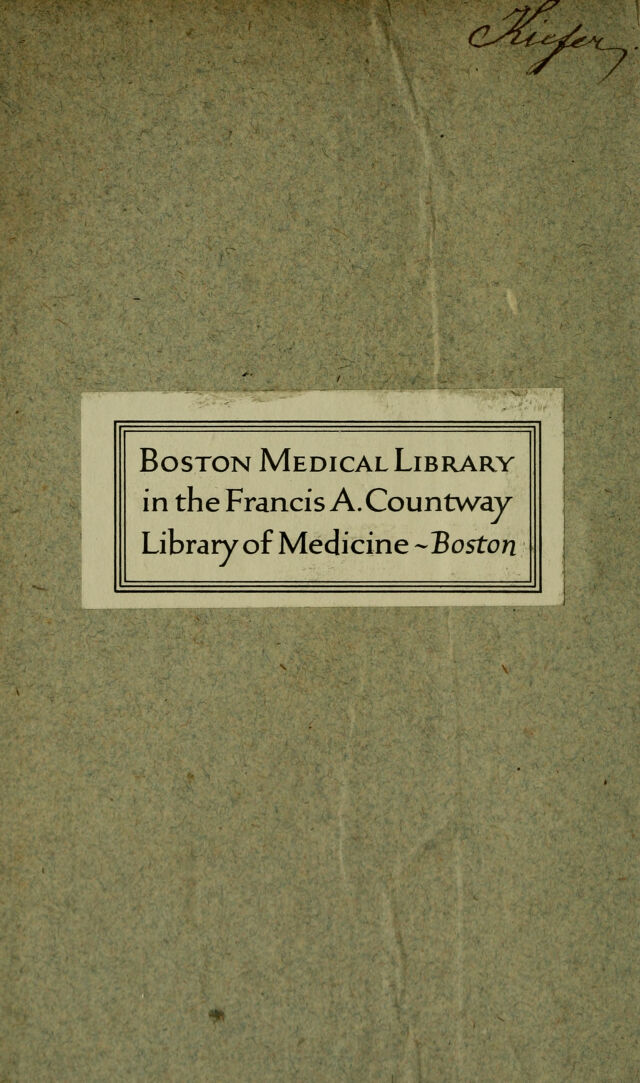 Kiefer,
BOSTON MEDICAL LIBRARY
in the Francis A. Countway
Library of Medicine ~ Boston